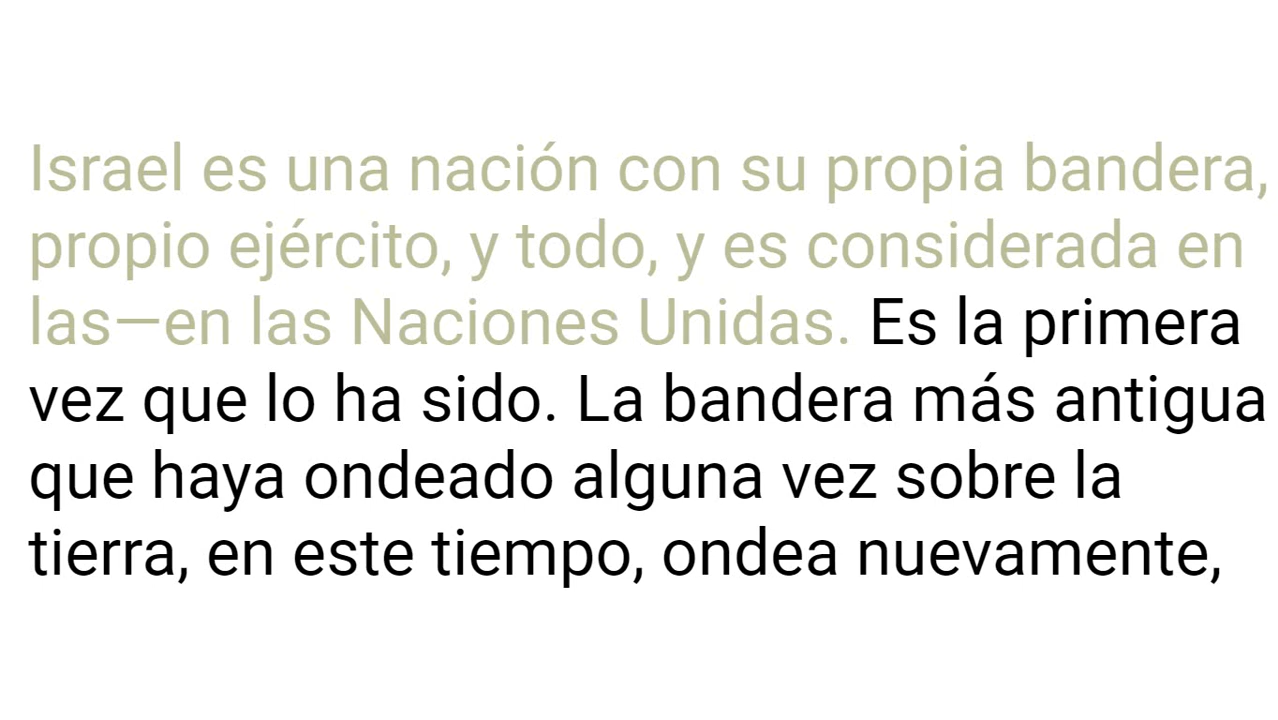 Israel es una nación con su propia bandera,
propio ejército, y todo, y es considerada en
las—en las Naciones Unidas. Es la primera
vez que lo ha sido. La bandera más antigua
que haya ondeado alguna vez sobre la
tierra, en este tiempo, ondea nuevamente,